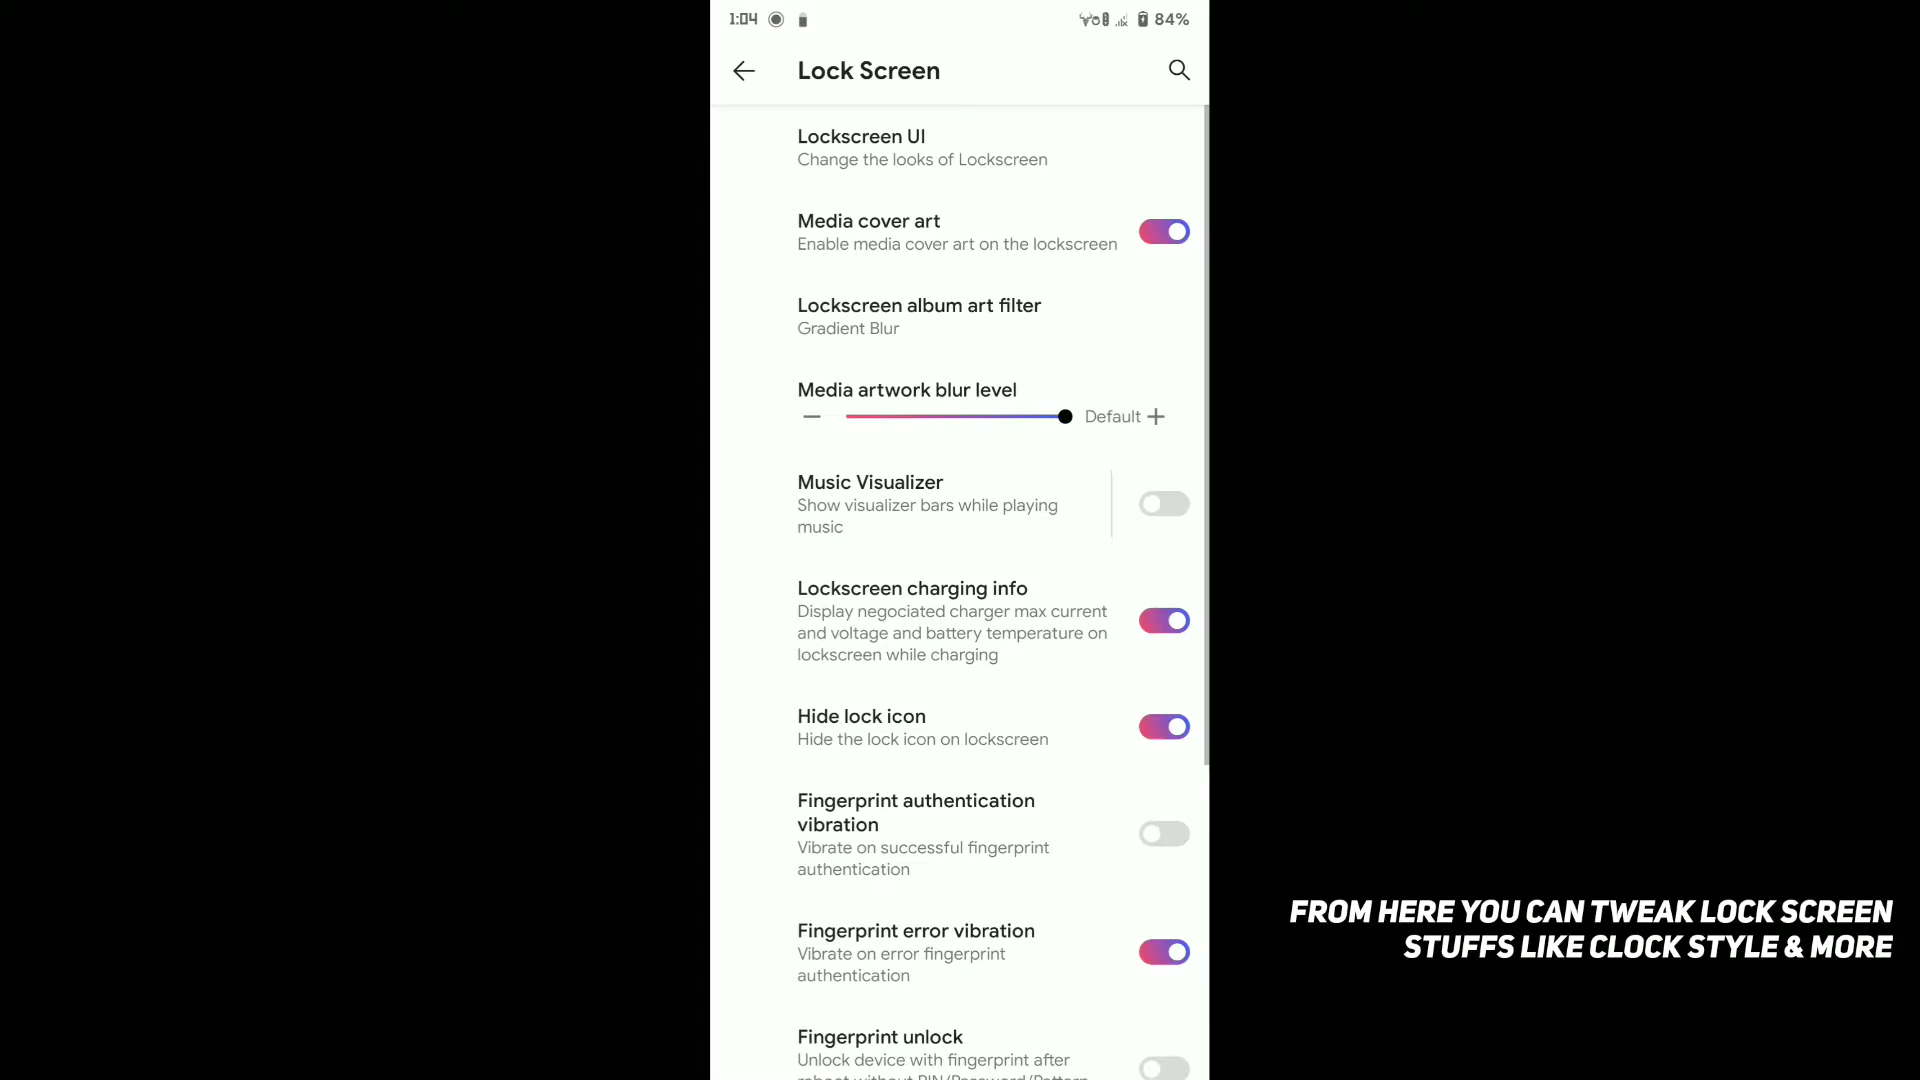 1:04 84%
Lock Screen
Lockscreen UI
Change the looks of Lockscreen
Media cover art
Enable media cover art on the lockscreen
Lockscreen album art filter
Gradient Blur
Media artwork blur level
Default
Music Visualizer
Show visualizer bars while playing
music
Lockscreen charging info
Display negociated charger max current
and voltage and battery temperature on
lockscreen while charging
Hide lock icon
Hide the lock icon on lockscreen
Fingerprint authentication
vibration
Vibrate on successful fingerprint
authentication
Fingerprint error vibration
Vibrate on error fingerprint
authentication
Fingerprint unlock
Unlock device with fingerprint after
reboot without PIN/Password/Pattern
FROM HERE YOU CAN TWEAK LOCK SCREEN
STUFFS LIKE CLOCK STYLE & MORE